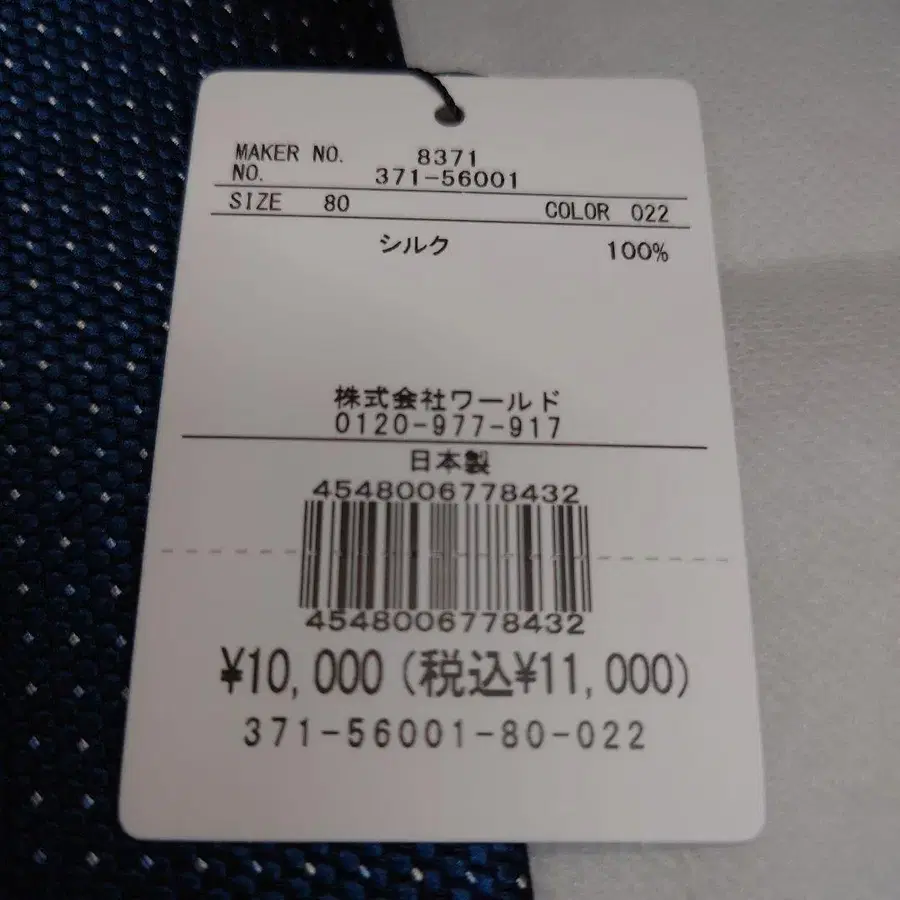 MAKER NO. 8371
NO. 371-56001
SIZE 80 COLOR 022
シルク 100%
株式会社ワールド
0120-977-917
日本製
4548006778432
4548006778432
¥10,000(税込¥11,000)
371-56001-80-022